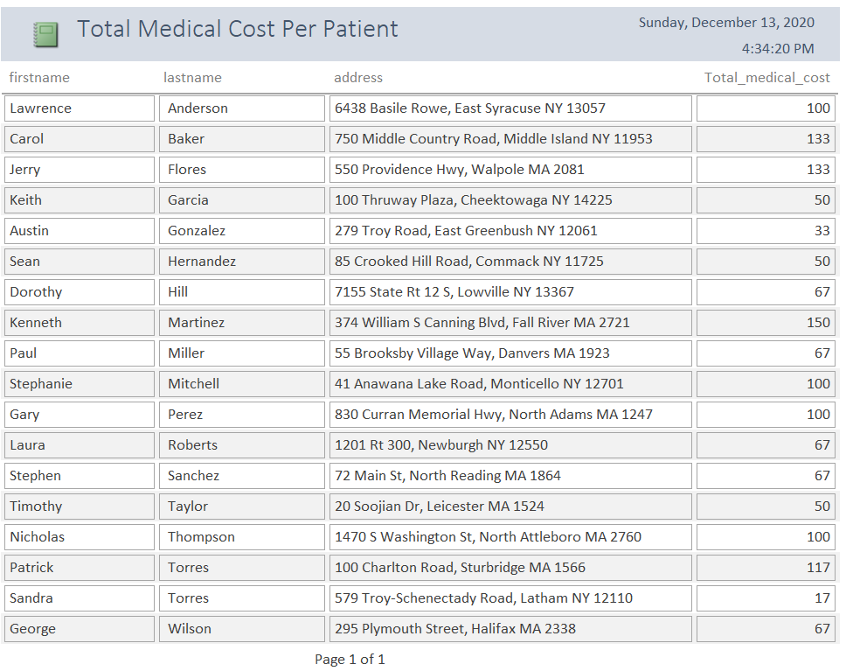 Total Medical Cost Per Patient
Sunday, December 13, 2020
4:34:20 PM
firstname lastname address Total_medical_cost
Lawrence Anderson 6438 Basile Rowe, East Syracuse NY 13057 100
Carol Baker 750 Middle Country Road, Middle Island NY 11953 133
Jerry Flores 550 Providence Hwy, Walpole MA 2081 133
Keith Garcia 100 Thruway Plaza, Cheektowaga NY 14225 50
Austin Gonzalez 279 Troy Road, East Greenbush NY 12061 33
Sean Hernandez 85 Crooked Hill Road, Commack NY 11725 50
Dorothy Hill 7155 State Rt 12 S, Lowville NY 13367 67
Kenneth Martinez 374 William S Canning Blvd, Fall River MA 2721 150
Paul Miller 55 Brooksby Village Way, Danvers MA 1923 67
Stephanie Mitchell 41 Anawana Lake Road, Monticello NY 12701 100
Gary Perez 830 Curran Memorial Hwy, North Adams MA 1247 100
Laura Roberts 1201 Rt 300, Newburgh NY 12550 67
Stephen Sanchez 72 Main St, North Reading MA 1864 67
Timothy Taylor 20 Soojian Dr, Leicester MA 1524 50
Nicholas Thompson 1470 S Washington St, North Attleboro MA 2760 100
Patrick Torres 100 Charlton Road, Sturbridge MA 1566 117
Sandra Torres 579 Troy-Schenectady Road, Latham NY 12110 17
George Wilson 295 Plymouth Street, Halifax MA 2338 67
Page 1 of 1